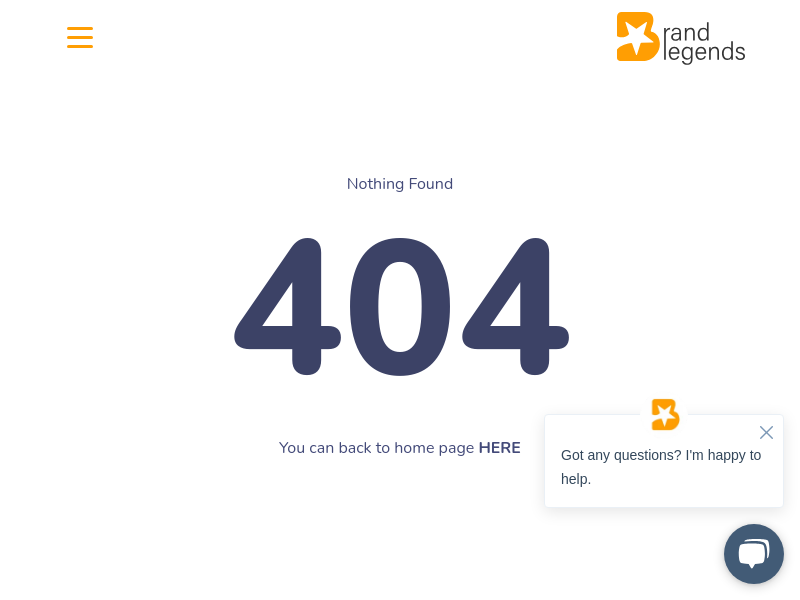 Brand
legends
Nothing Found
404
You can back to home page HERE
Got any questions? I'm happy to
help.